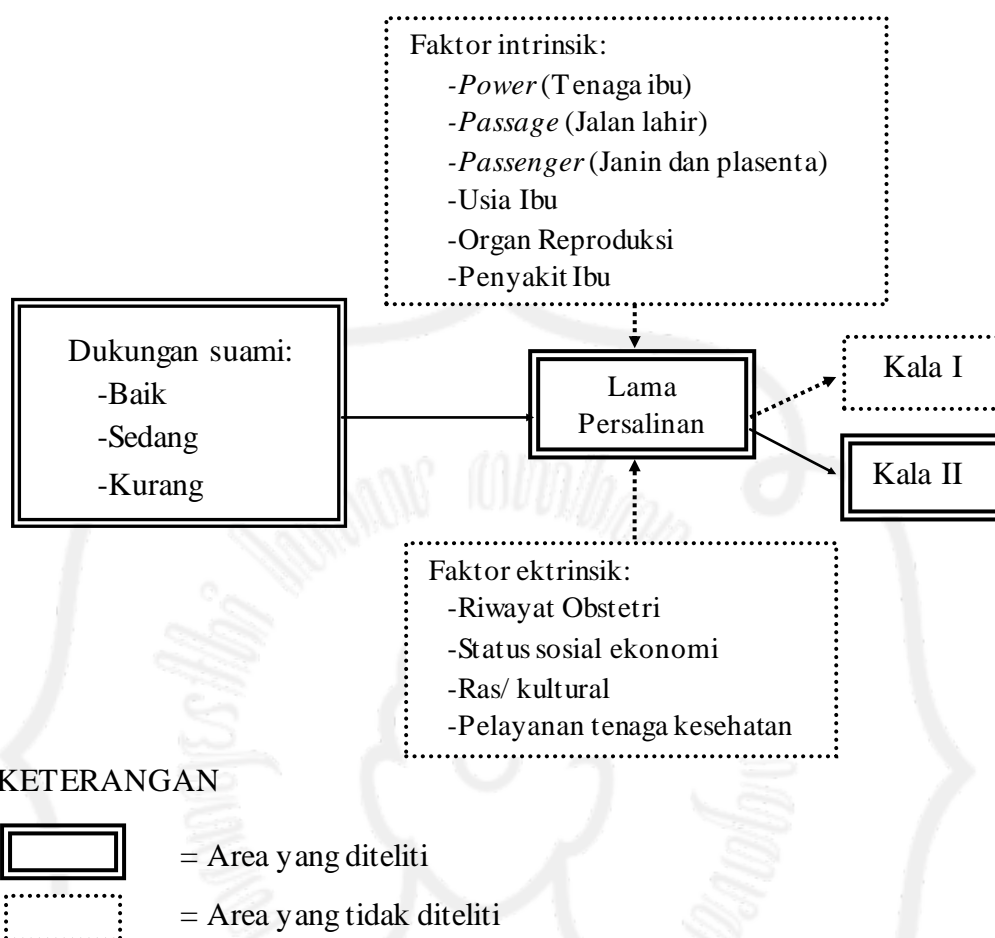 Faktor intrinsik:
-Power (Tenaga ibu)
-Passage (Jalan lahir)
-Passenger (Janin dan plasenta)
-Usia Ibu
-Organ Reproduksi
-Penyakit Ibu
Dukungan suami:
-Baik
-Sedang
-Kurang
Lama
Persalinan
Kala I
Kala II
Faktor ektrinsik:
-Riwayat Obstetri
-Status sosial ekonomi
-Ras/ kultural
-Pelayanan tenaga kesehatan
KETERANGAN
= Area yang diteliti
= Area yang tidak diteliti